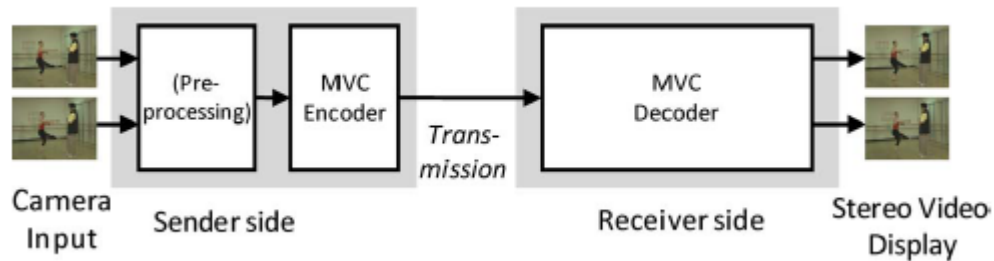 (Pre-
processing)
MVC
Encoder
Trans-
mission
MVC
Decoder
Camera
Input
Sender side
Receiver side
Stereo Video
Display